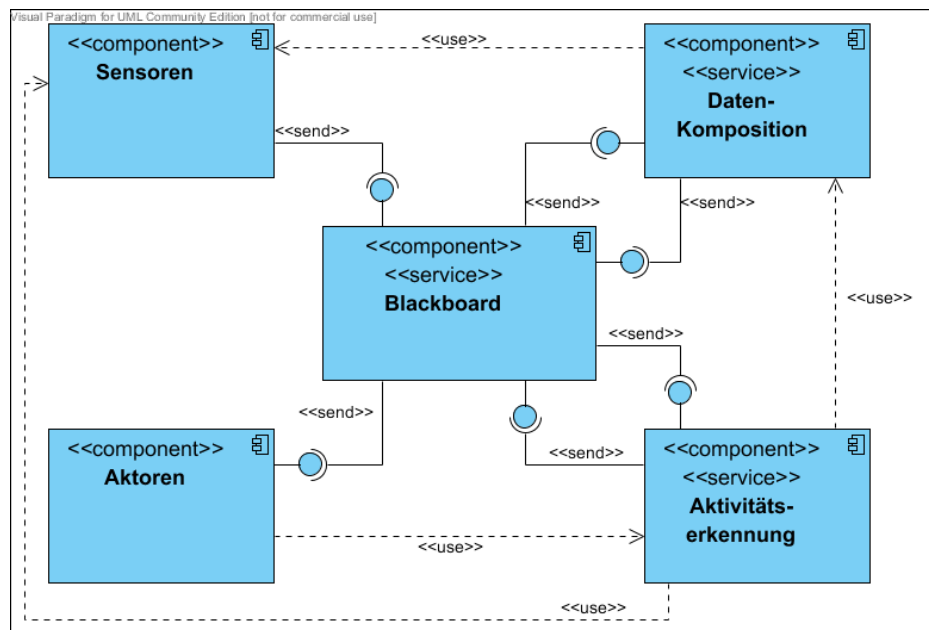 Visual Paradigm for UML Community Edition [not for commercial use]
<<component>>
Sensoren
<<use>>
<<component>>
<<service>>
Daten-
Komposition
<<send>>
<<send>>
<<send>>
<<component>>
<<service>>
Blackboard
<<use>>
<<send>>
<<send>>
<<send>>
<<component>>
Aktoren
<<component>>
<<service>>
Aktivitäts-
erkennung
<<use>>
<<use>>